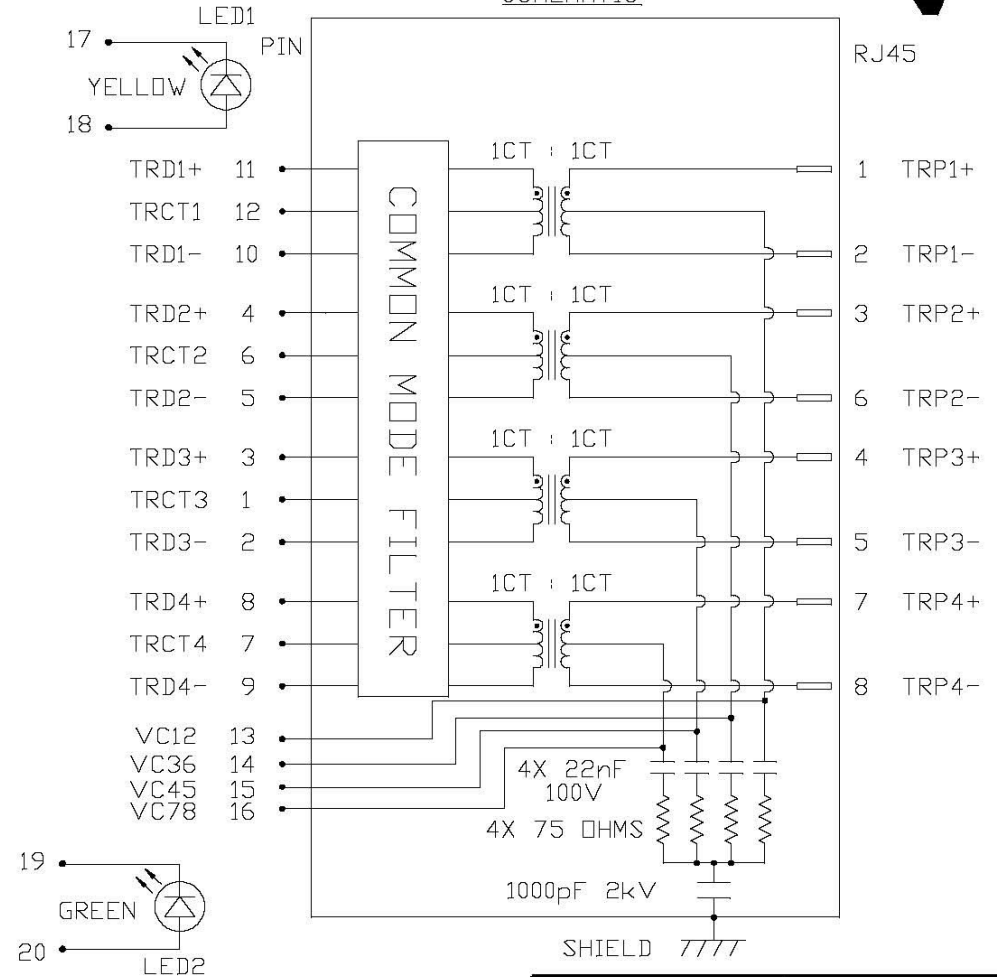 SCHEMATIC
LED1
17
PIN
RJ45
YELLOW
18
1CT : 1CT
TRD1+ 11
1 TRP1+
TRCT1 12
TRD1- 10
2 TRP1-
1CT : 1CT
TRD2+ 4
3 TRP2+
TRCT2 6
TRD2- 5
6 TRP2-
1CT : 1CT
TRD3+ 3
4 TRP3+
TRCT3 1
TRD3- 2
5 TRP3-
1CT : 1CT
TRD4+ 8
7 TRP4+
TRCT4 7
TRD4- 9
8 TRP4-
COMMON MODE FILTER
VC12 13
VC36 14
VC45 15
VC78 16
4X 22nF
100V
4X 75 OHMS
19
1000pF 2kV
GREEN
20
SHIELD
LED2